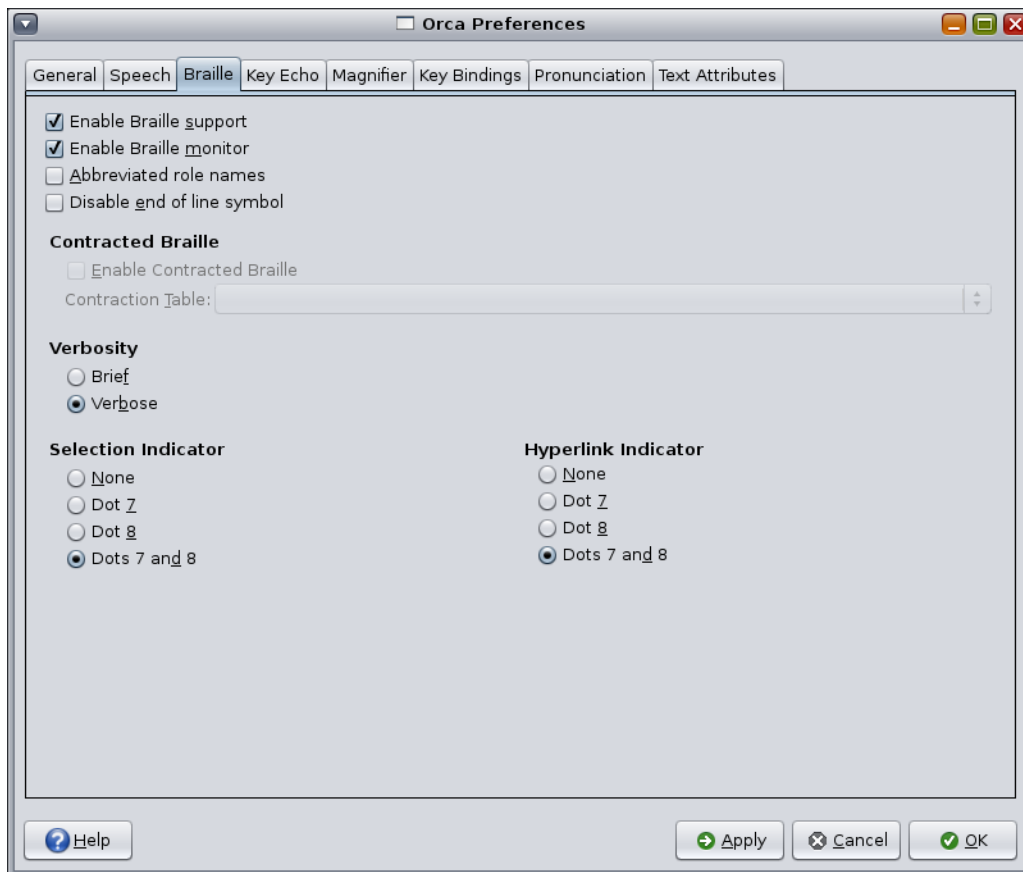 Orca Preferences
General Speech Braille Key Echo Magnifier Key Bindings Pronunciation Text Attributes
Enable Braille support
Enable Braille monitor
Abbreviated role names
Disable end of line symbol
Contracted Braille
Enable Contracted Braille
Contraction Table:
Verbosity
Brief
Verbose
Selection Indicator
None
Dot 7
Dot 8
Dots 7 and 8
Hyperlink Indicator
None
Dot 7
Dot 8
Dots 7 and 8
Help Apply Cancel OK